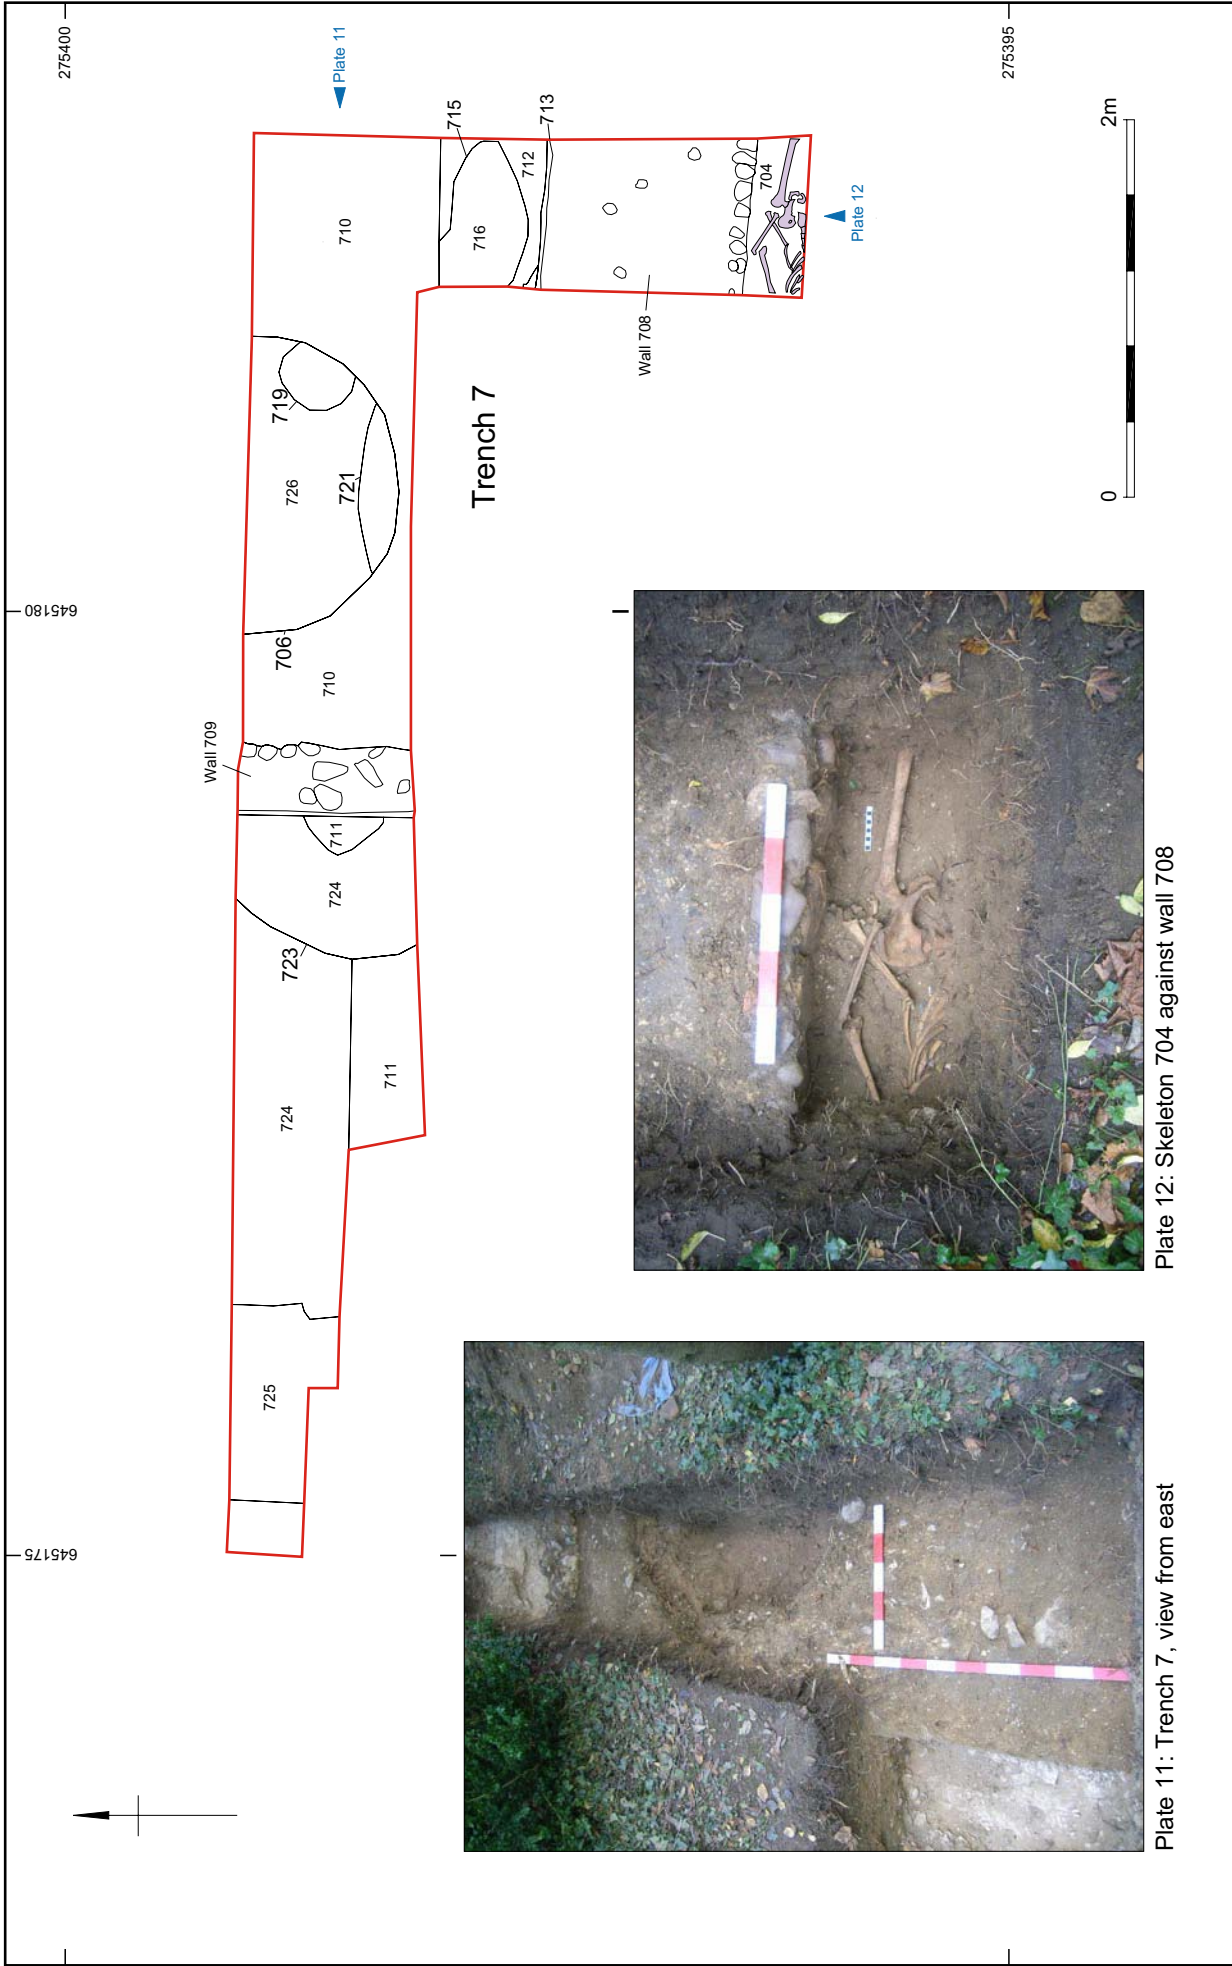 275400
275395
645180
645175
Plate 11
Plate 12
Trench 7
710
715
712
713
716
704
Wall 708
719
726
721
706
710
Wall 709
711
724
723
724
711
725
0
2m
Plate 11: Trench 7, view from east
Plate 12: Skeleton 704 against wall 708